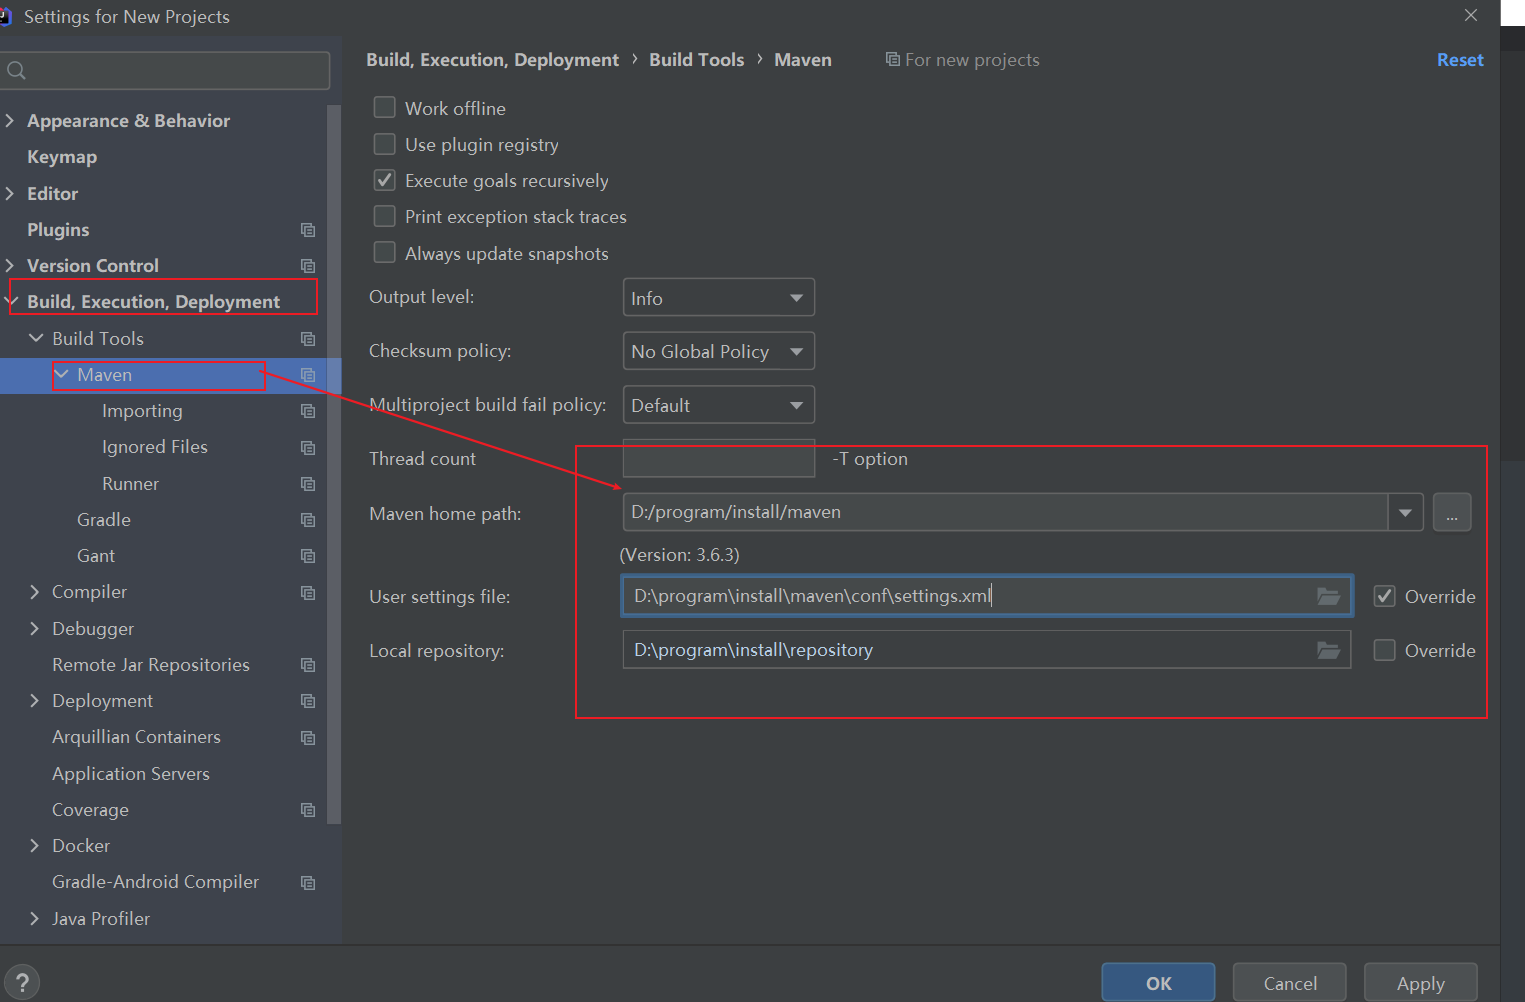 Settings for New Projects
Build, Execution, Deployment › Build Tools › Maven For new projects Reset
Appearance & Behavior
Keymap
Editor
Plugins
Version Control
Build, Execution, Deployment
Build Tools
Maven
Importing
Ignored Files
Runner
Gradle
Gant
Compiler
Debugger
Remote Jar Repositories
Deployment
Arquillian Containers
Application Servers
Coverage
Docker
Gradle-Android Compiler
Java Profiler
Work offline
Use plugin registry
Execute goals recursively
Print exception stack traces
Always update snapshots
Output level: Info
Checksum policy: No Global Policy
Multiproject build fail policy: Default
Thread count -T option
Maven home path: D:/program/install/maven ...
(Version: 3.6.3)
User settings file: D:\program\install\maven\conf\settings.xml Override
Local repository: D:\program\install\repository Override
? OK Cancel Apply